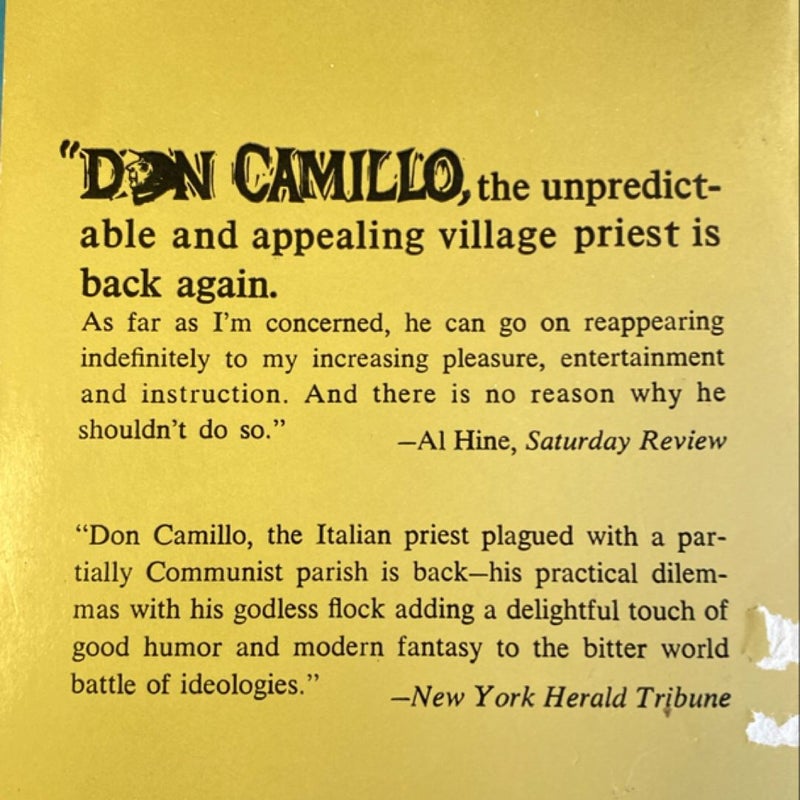 “DON CAMILLO, the unpredict-
able and appealing village priest is
back again.
As far as I’m concerned, he can go on reappearing
indefinitely to my increasing pleasure, entertainment
and instruction. And there is no reason why he
shouldn’t do so.”
—Al Hine, Saturday Review
“Don Camillo, the Italian priest plagued with a par-
tially Communist parish is back—his practical dilem-
mas with his godless flock adding a delightful touch of
good humor and modern fantasy to the bitter world
battle of ideologies.”
—New York Herald Tribune